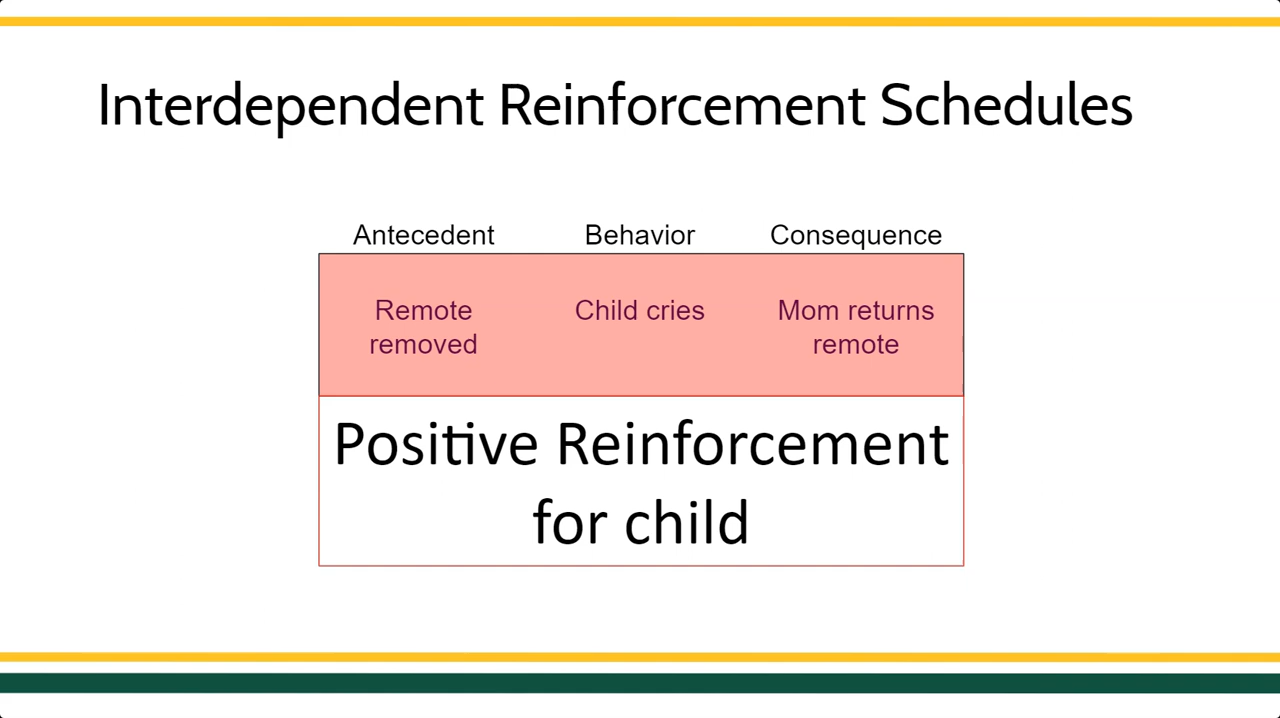 Interdependent Reinforcement Schedules
Antecedent Behavior Consequence
Remote Child cries Mom returns
removed remote
Positive Reinforcement
for child